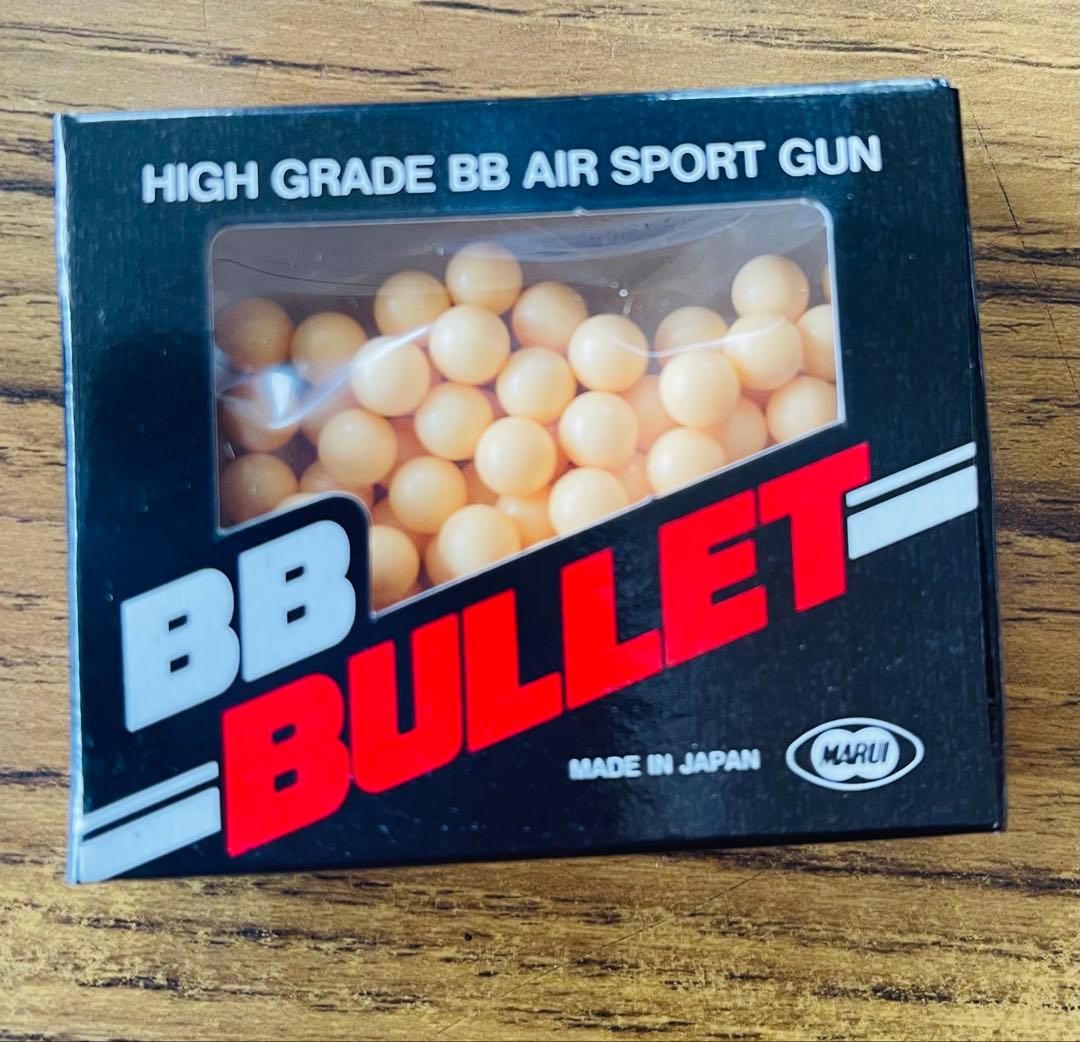 HIGH GRADE BB AIR SPORT GUN
BB
BULLET
MADE IN JAPAN
MARUI